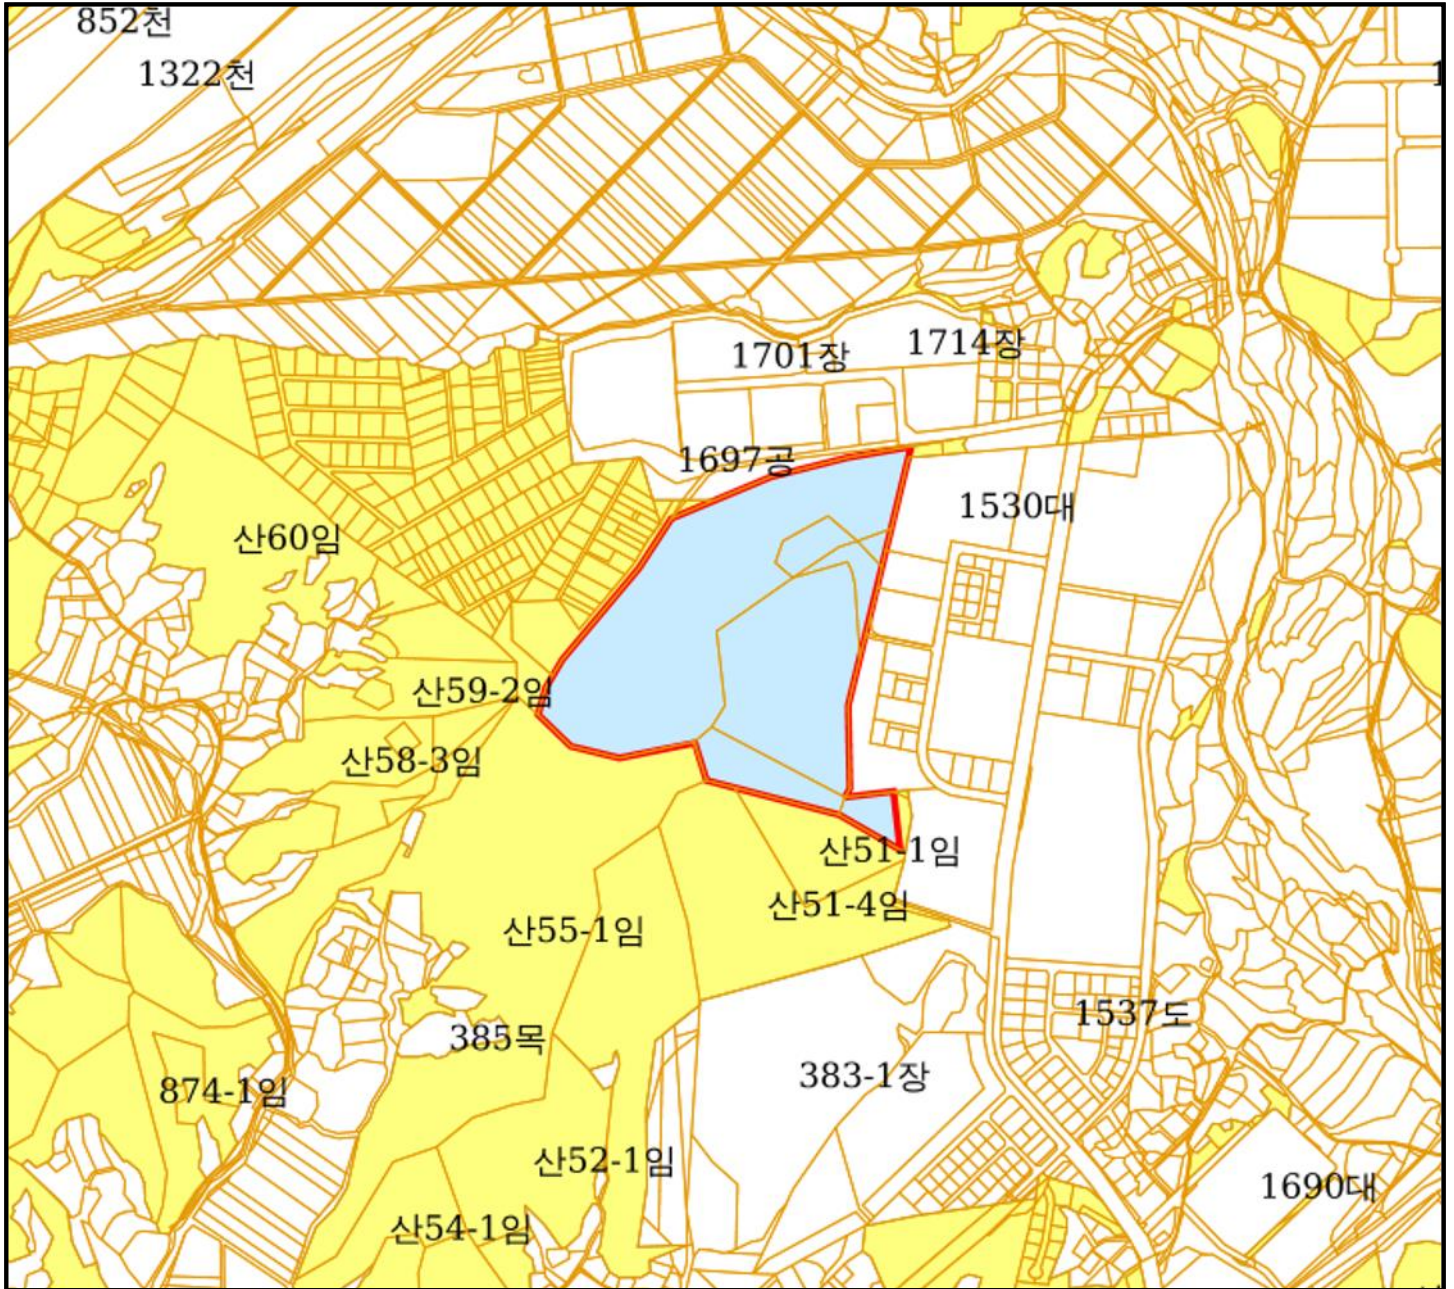 852천
1322천
1701장
1714장
1697공
1530대
산60임
산59-2임
산58-3임
산51-1임
산51-4임
산55-1임
385목
1537도
383-1장
874-1임
산52-1임
1690대
산54-1임